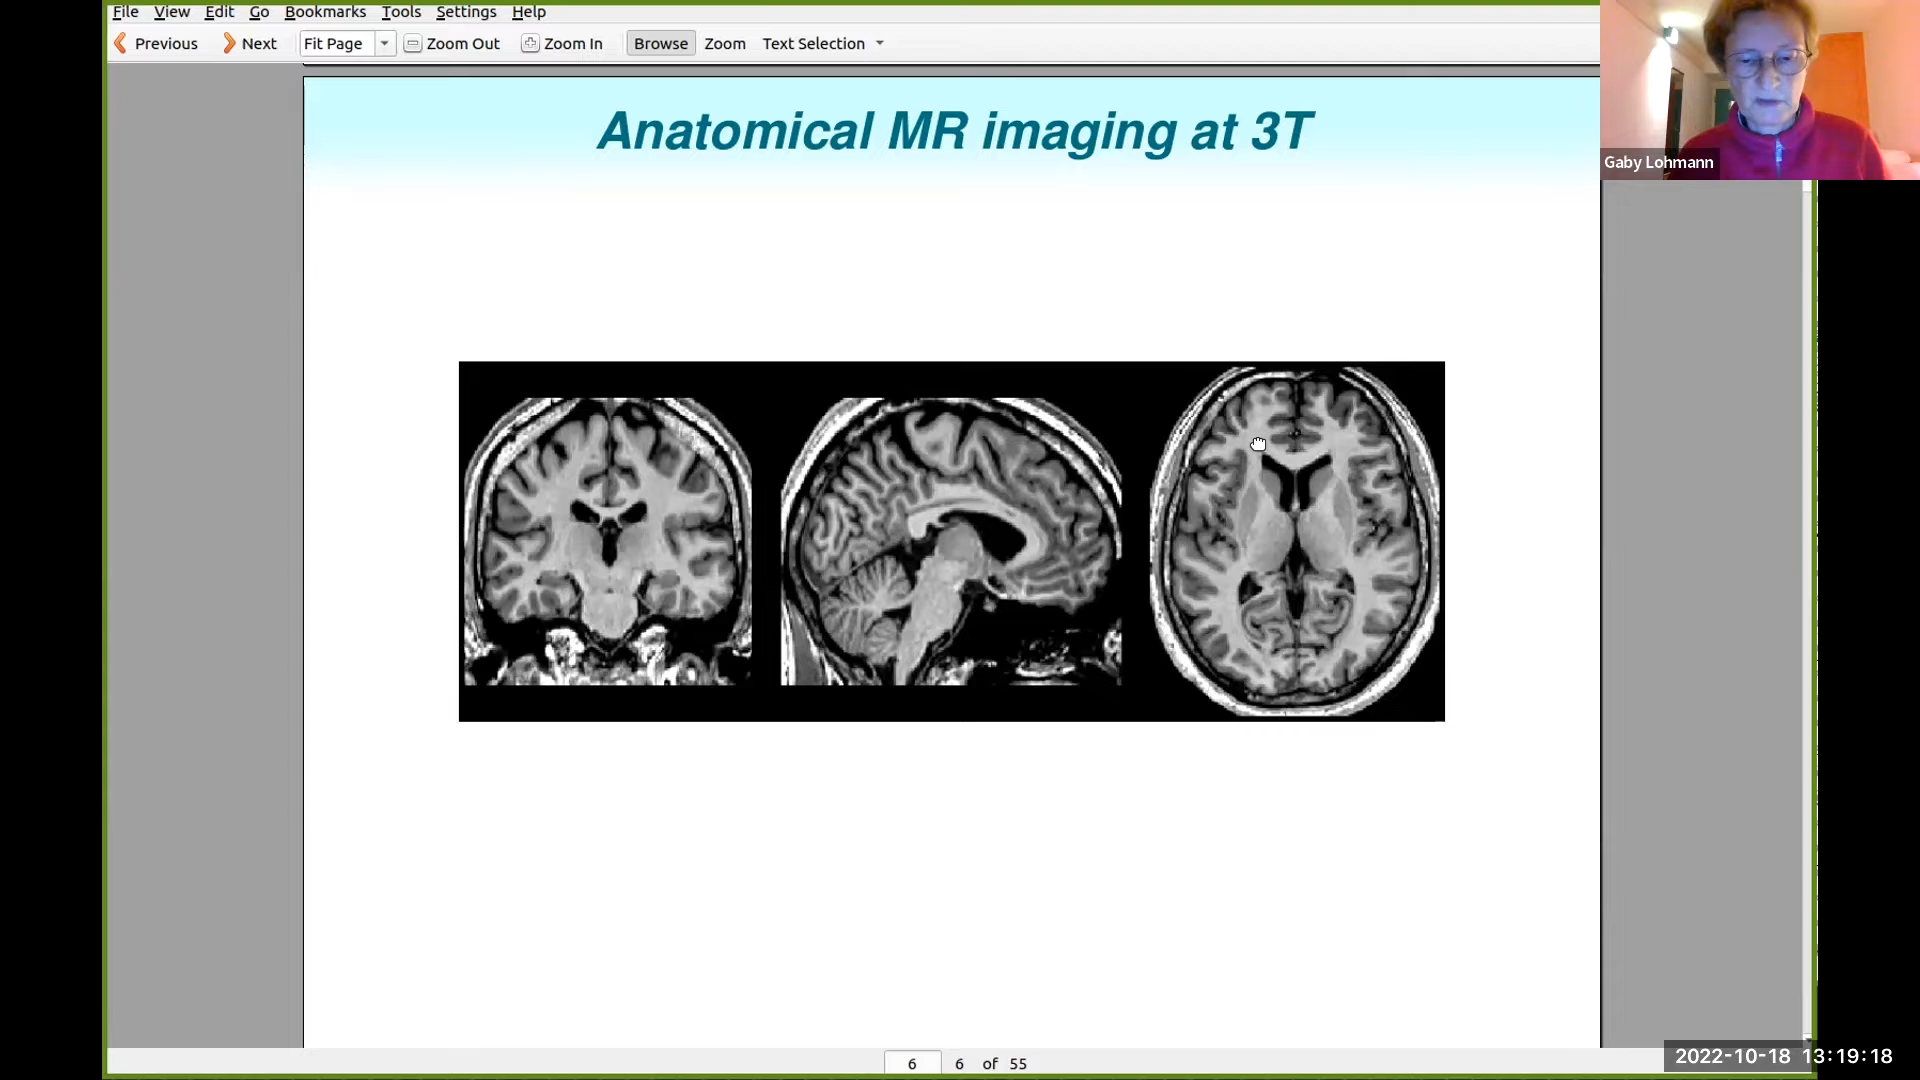 File View Edit Go Bookmarks Tools Settings Help
Previous Next Fit Page Zoom Out Zoom In Browse Zoom Text Selection
Anatomical MR imaging at 3T
Gaby Lohmann
6 6 of 55
2022-10-18 13:19:18